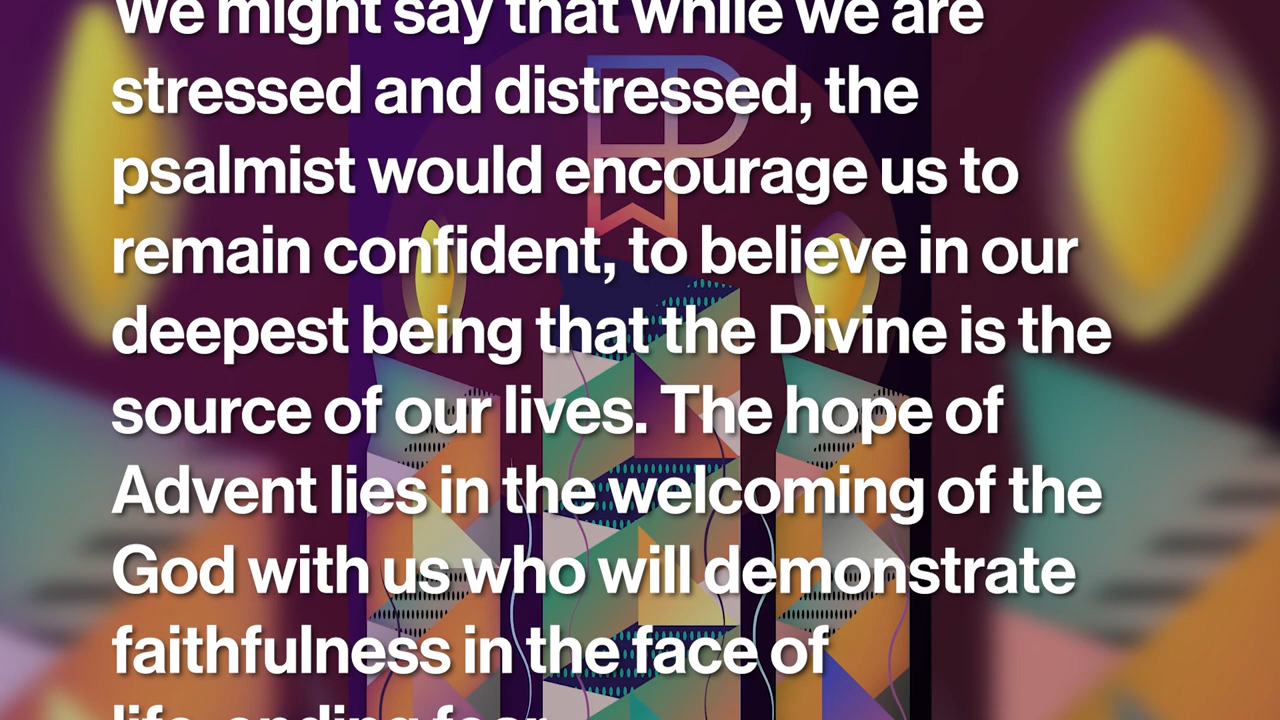 We might say that while we are
stressed and distressed, the
psalmist would encourage us to
remain confident, to believe in our
deepest being that the Divine is the
source of our lives. The hope of
Advent lies in the welcoming of the
God with us who will demonstrate
faithfulness in the face of
life-ending fear.